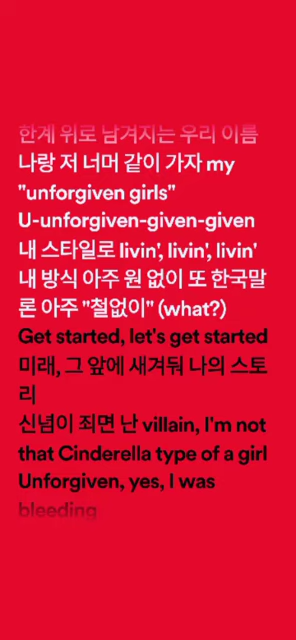 한계 위로 남겨지는 우리 이름
나랑 저 너머 같이 가자 my
"unforgiven girls"
U-unforgiven-given-given
내 스타일로 livin', livin', livin'
내 방식 아주 원 없이 또 한국말
론 아주 "철없이" (what?)
Get started, let's get started
미래, 그 앞에 새겨둬 나의 스토
리
신념이 죄면 난 villain, I'm not
that Cinderella type of a girl
Unforgiven, yes, I was
bleeding